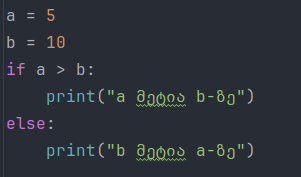 a = 5
b = 10
if a > b:
    print("a მეტია b-ზე")
else:
    print("b მეტია a-ზე")